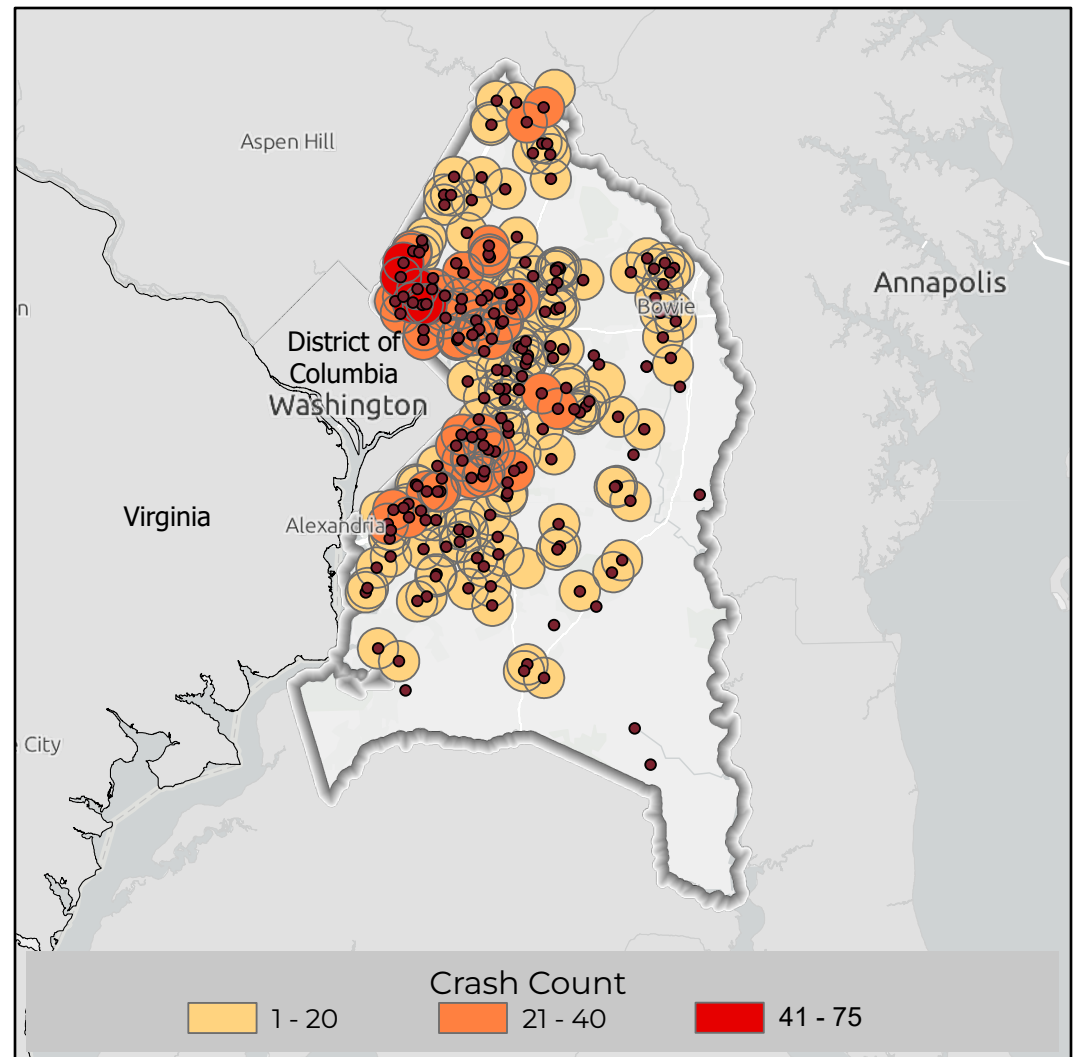 Aspen Hill
Annapolis
n
Bowie
District of
Columbia
Washington
Virginia
Alexandria
City
Crash Count
1 - 20
21 - 40
41 - 75